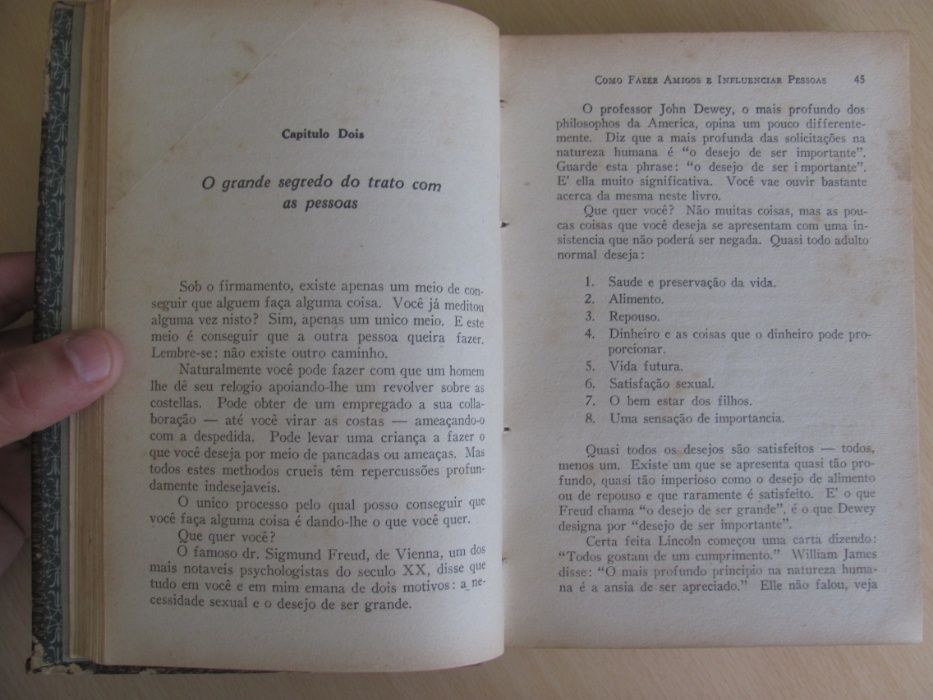 Capitulo Dois
O grande segredo do trato com
as pessoas
Sob o firmamento, existe apenas um meio de con-
seguir que alguem faça alguma coisa. Você já meditou
alguma vez nisto? Sim, apenas um unico meio. E este
meio é conseguir que a outra pessoa queira fazer.
Lembre-se: não existe outro caminho.
Naturalmente você pode fazer com que um homem
lhe dê seu relogio apoiando-lhe um revolver sobre as
costellas. Pode obter de um empregado a sua colla-
boração — até você virar as costas — ameaçando-o
com a despedida. Pode levar uma criança a fazer o
que você deseja por meio de pancadas ou ameaças. Mas
todos estes methodos crueis têm repercussões profun-
damente indesejaveis.
O unico processo pelo qual posso conseguir que
você faça alguma coisa é dando-lhe o que você quer.
Que quer você?
O famoso dr. Sigmund Freud, de Vienna, um dos
mais notaveis psychologistas do seculo XX, disse que
tudo em você e em mim emana de dois motivos: a ne-
cessidade sexual e o desejo de ser grande.
Como Fazer Amigos e Influenciar Pessoas 45
O professor John Dewey, o mais profundo dos
philosophos da America, opina um pouco differente-
mente. Diz que a mais profunda das solicitações na
natureza humana é “o desejo de ser importante”.
Guarde esta phrase: “o desejo de ser importante”.
E' ella muito significativa. Você vae ouvir bastante
acerca da mesma neste livro.
Que quer você? Não muitas coisas, mas as pou-
cas coisas que você deseja se apresentam com uma in-
sistencia que não poderá ser negada. Quasi todo adulto
normal deseja:
1. Saude e preservação da vida.
2. Alimento.
3. Repouso.
4. Dinheiro e as coisas que o dinheiro pode pro-
porcionar.
5. Vida futura.
6. Satisfação sexual.
7. O bem estar dos filhos.
8. Uma sensação de importancia.
Quasi todos os desejos são satisfeitos — todos,
menos um. Existe um que se apresenta quasi tão pro-
fundo, quasi tão imperioso como o desejo de alimento
ou de repouso e que raramente é satisfeito. E' o que
Freud chama “o desejo de ser grande”, é o que Dewey
designa por “desejo de ser importante”.
Certa feita Lincoln começou uma carta dizendo:
“Todos gostam de um cumprimento.” William James
disse: “O mais profundo principio na natureza huma-
na é a ansia de ser apreciado.” Elle não falou, veja